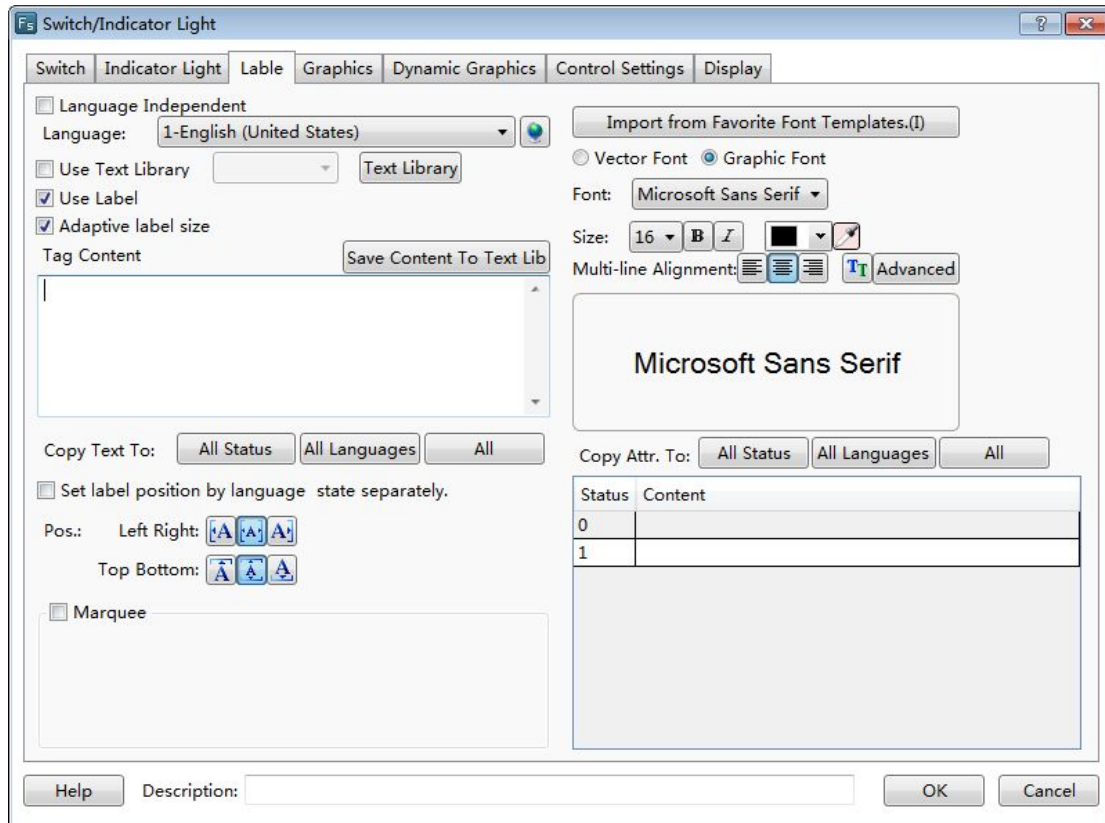 Fs Switch/Indicator Light
Switch Indicator Light Lable Graphics Dynamic Graphics Control Settings Display
Language Independent
Language: 1-English (United States)
Use Text Library Text Library
Use Label
Adaptive label size
Tag Content Save Content To Text Lib
Copy Text To: All Status All Languages All
Set label position by language state separately.
Pos.: Left Right: A A A
Top Bottom: A A A
Marquee
Import from Favorite Font Templates.(I)
Vector Font Graphic Font
Font: Microsoft Sans Serif
Size: 16 B I
Multi-line Alignment: TT Advanced
Microsoft Sans Serif
Copy Attr. To: All Status All Languages All
Status Content
0
1
Help Description: OK Cancel